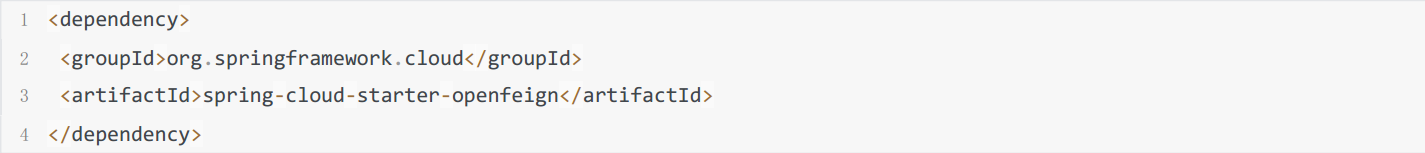 1 <dependency>
2  <groupId>org.springframework.cloud</groupId>
3  <artifactId>spring-cloud-starter-openfeign</artifactId>
4 </dependency>